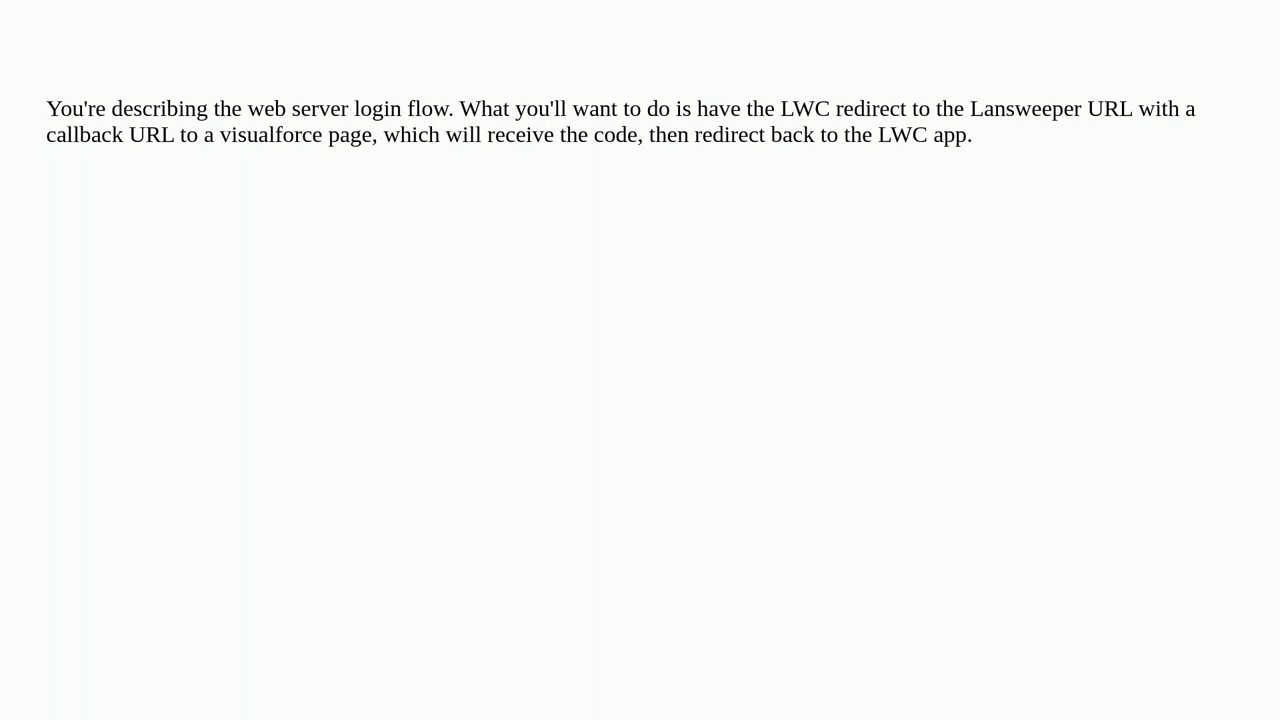 You're describing the web server login flow. What you'll want to do is have the LWC redirect to the Lansweeper URL with a
callback URL to a visualforce page, which will receive the code, then redirect back to the LWC app.